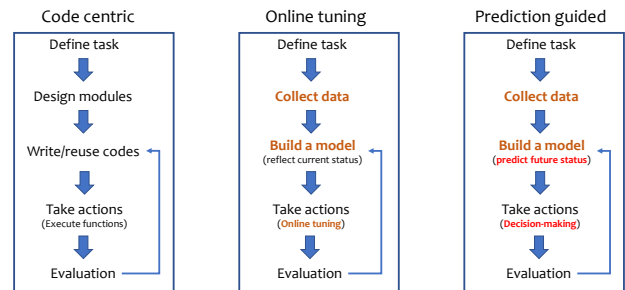 Code centric
Define task
Design modules
Write/reuse codes
Take actions
(Execute functions)
Evaluation
Online tuning
Define task
Collect data
Build a model
(reflect current status)
Take actions
(Online tuning)
Evaluation
Prediction guided
Define task
Collect data
Build a model
(predict future status)
Take actions
(Decision-making)
Evaluation